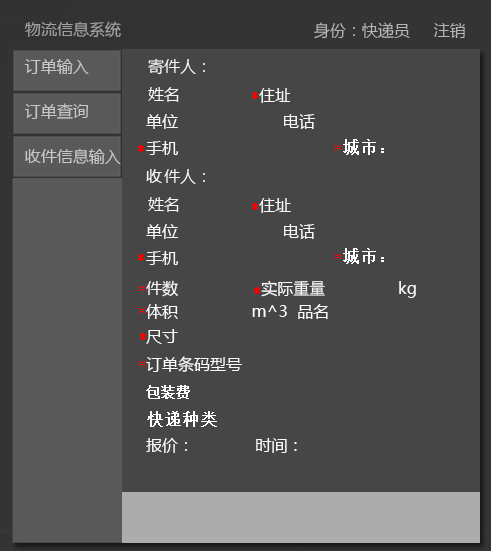 物流信息系统 身份：快递员 注销
订单输入
订单查询
收件信息输入
寄件人：
姓名 *住址
单位 电话
*手机 *城市：
收件人：
姓名 *住址
单位 电话
*手机 *城市：
*件数 *实际重量 kg
*体积 m^3 品名
*尺寸
*订单条码型号
包装费
快递种类
报价： 时间：